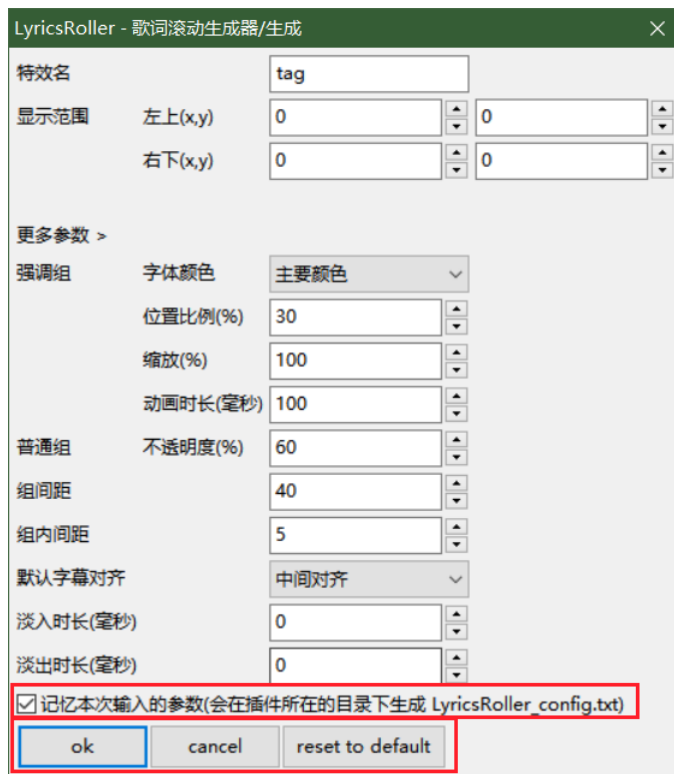 LyricsRoller - 歌词滚动生成器/生成
特效名 tag
显示范围 左上(x,y) 0 0
右下(x,y) 0 0
更多参数 >
强调组 字体颜色 主要颜色
位置比例(%) 30
缩放(%) 100
动画时长(毫秒) 100
普通组 不透明度(%) 60
组间距 40
组内间距 5
默认字幕对齐 中间对齐
淡入时长(毫秒) 0
淡出时长(毫秒) 0
记忆本次输入的参数(会在插件所在的目录下生成 LyricsRoller_config.txt)
ok cancel reset to default